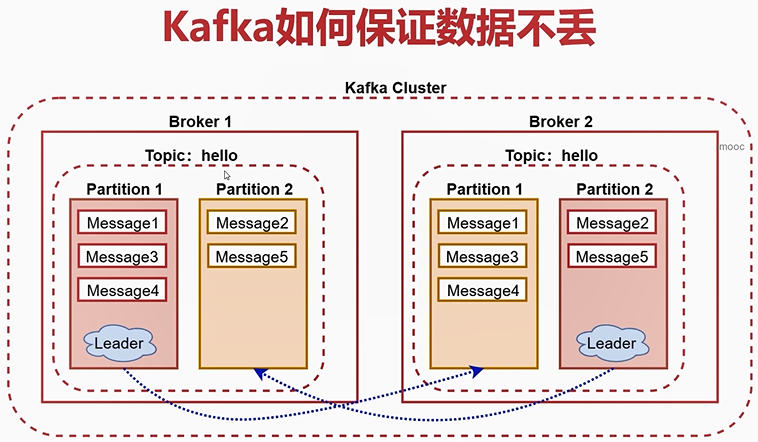 Kafka如何保证数据不丢
Kafka Cluster
Broker 1
Topic：hello
Partition 1
Message1
Message3
Message4
Leader
Partition 2
Message2
Message5
Broker 2
Topic：hello
Partition 1
Message1
Message3
Message4
Partition 2
Message2
Message5
Leader
mooc